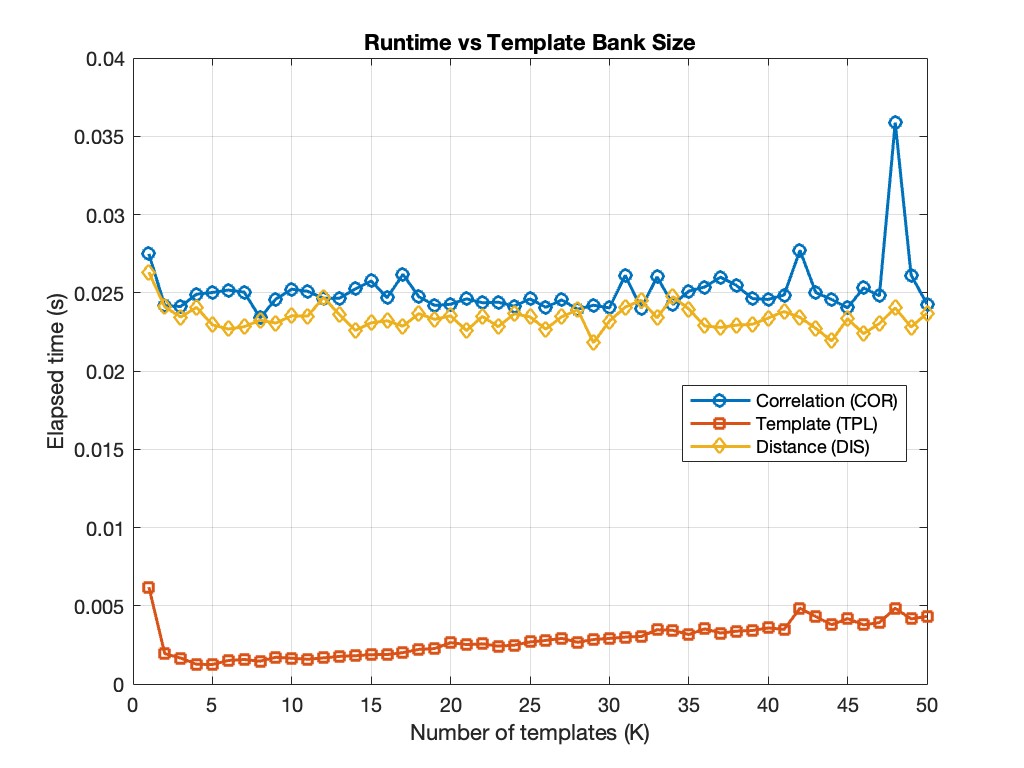 Runtime vs Template Bank Size
0.04
0.035
0.03
0.025
0.02
0.015
0.01
0.005
0
Elapsed time (s)
Correlation (COR)
Template (TPL)
Distance (DIS)
0 5 10 15 20 25 30 35 40 45 50
Number of templates (K)